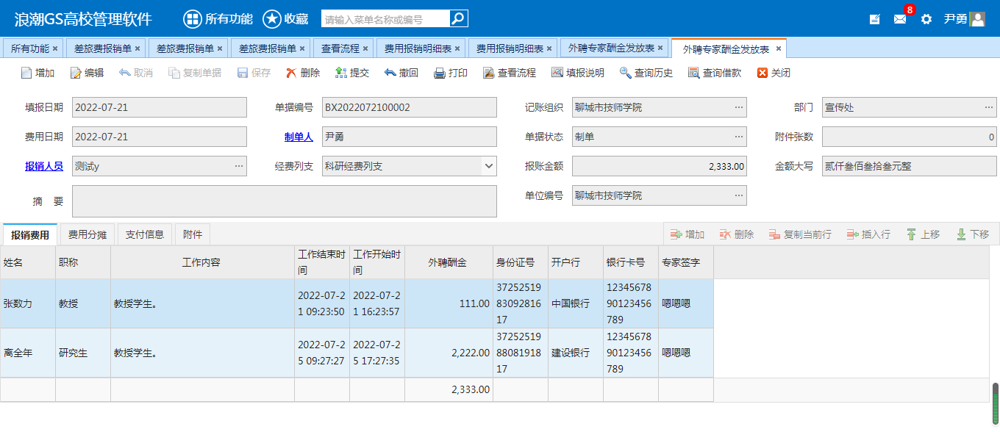 浪潮GS高校管理软件 所有功能 收藏 请输入菜单名称或编号 8 尹勇
所有功能 × 差旅费报销单 × 差旅费报销单 × 差旅费报销单 × 查看流程 × 费用报销明细表 × 费用报销明细表 × 外聘专家酬金发放表 × 外聘专家酬金发放表 ×
增加 编辑 取消 复制单据 保存 删除 提交 撤回 打印 查看流程 填报说明 查询历史 查询借款 关闭
填报日期 2022-07-21 单据编号 BX2022072100002 记账组织 聊城市技师学院 ... 部门 宣传处 ...
费用日期 2022-07-21 制单人 尹勇 单据状态 制单 ... 附件张数 0
报销人员 测试y ... 经费列支 科研经费列支 报账金额 2,333.00 金额大写 贰仟叁佰叁拾叁元整
摘 要 单位编号 聊城市技师学院 ...
报销费用 费用分摊 支付信息 附件 增加 删除 复制当前行 插入行 上移 下移
姓名 职称 工作内容 工作结束时间 工作开始时间 外聘酬金 身份证号 开户行 银行卡号 专家签字
张数力 教授 教授学生。 2022-07-21 09:23:50 2022-07-21 16:23:57 111.00 372525198309281617 中国银行 1234567890123456789 嗯嗯嗯
离全年 研究生 教授学生。 2022-07-25 09:27:27 2022-07-25 17:27:35 2,222.00 372525198808191817 建设银行 1234567890123456789 嗯嗯嗯
2,333.00